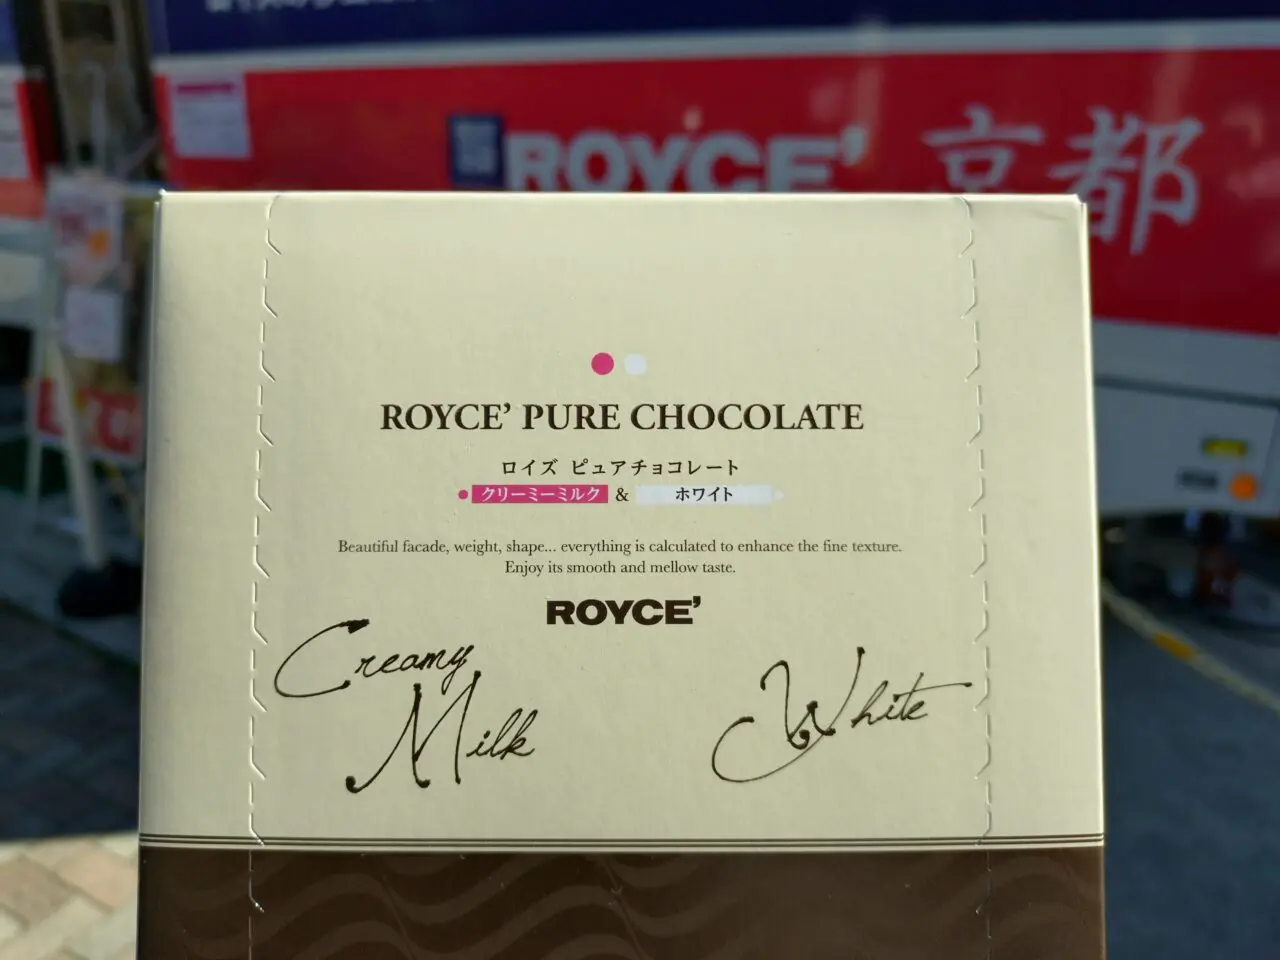 ROYCE' 京都
ROYCE’ PURE CHOCOLATE
ロイズ ピュアチョコレート
クリーミーミルク & ホワイト
Beautiful facade, weight, shape... everything is calculated to enhance the fine texture.
Enjoy its smooth and mellow taste.
ROYCE’
Creamy
Milk
White